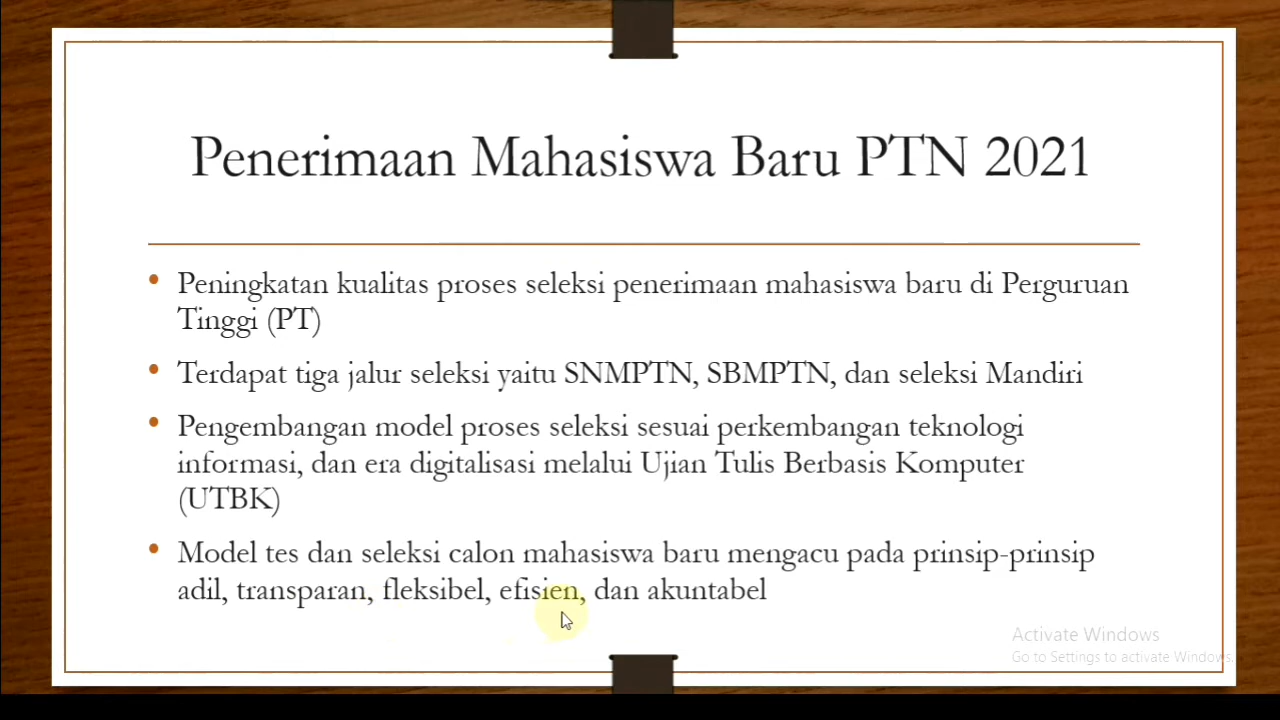 Penerimaan Mahasiswa Baru PTN 2021
• Peningkatan kualitas proses seleksi penerimaan mahasiswa baru di Perguruan
Tinggi (PT)
• Terdapat tiga jalur seleksi yaitu SNMPTN, SBMPTN, dan seleksi Mandiri
• Pengembangan model proses seleksi sesuai perkembangan teknologi
informasi, dan era digitalisasi melalui Ujian Tulis Berbasis Komputer
(UTBK)
• Model tes dan seleksi calon mahasiswa baru mengacu pada prinsip-prinsip
adil, transparan, fleksibel, efisien, dan akuntabel
Activate Windows
Go to Settings to activate Windows.